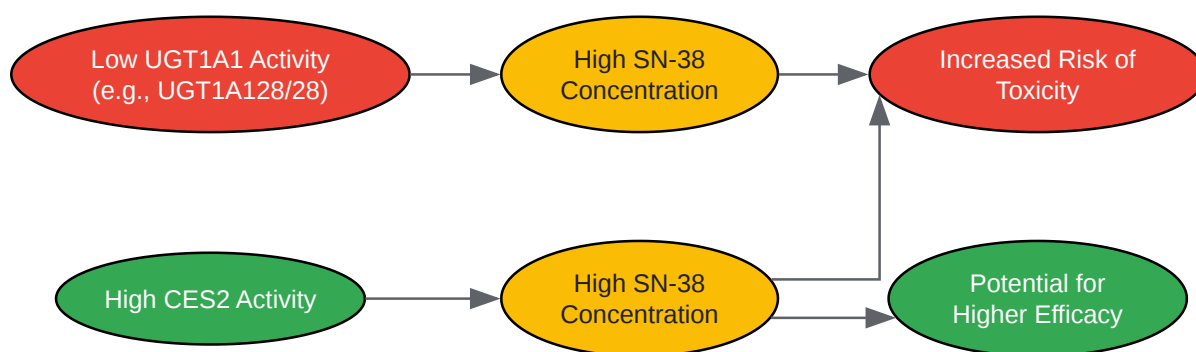 Low UGT1A1 Activity
(e.g., UGT1A128/28)
High SN-38
Concentration
Increased Risk of
Toxicity
High CES2 Activity
High SN-38
Concentration
Potential for
Higher Efficacy